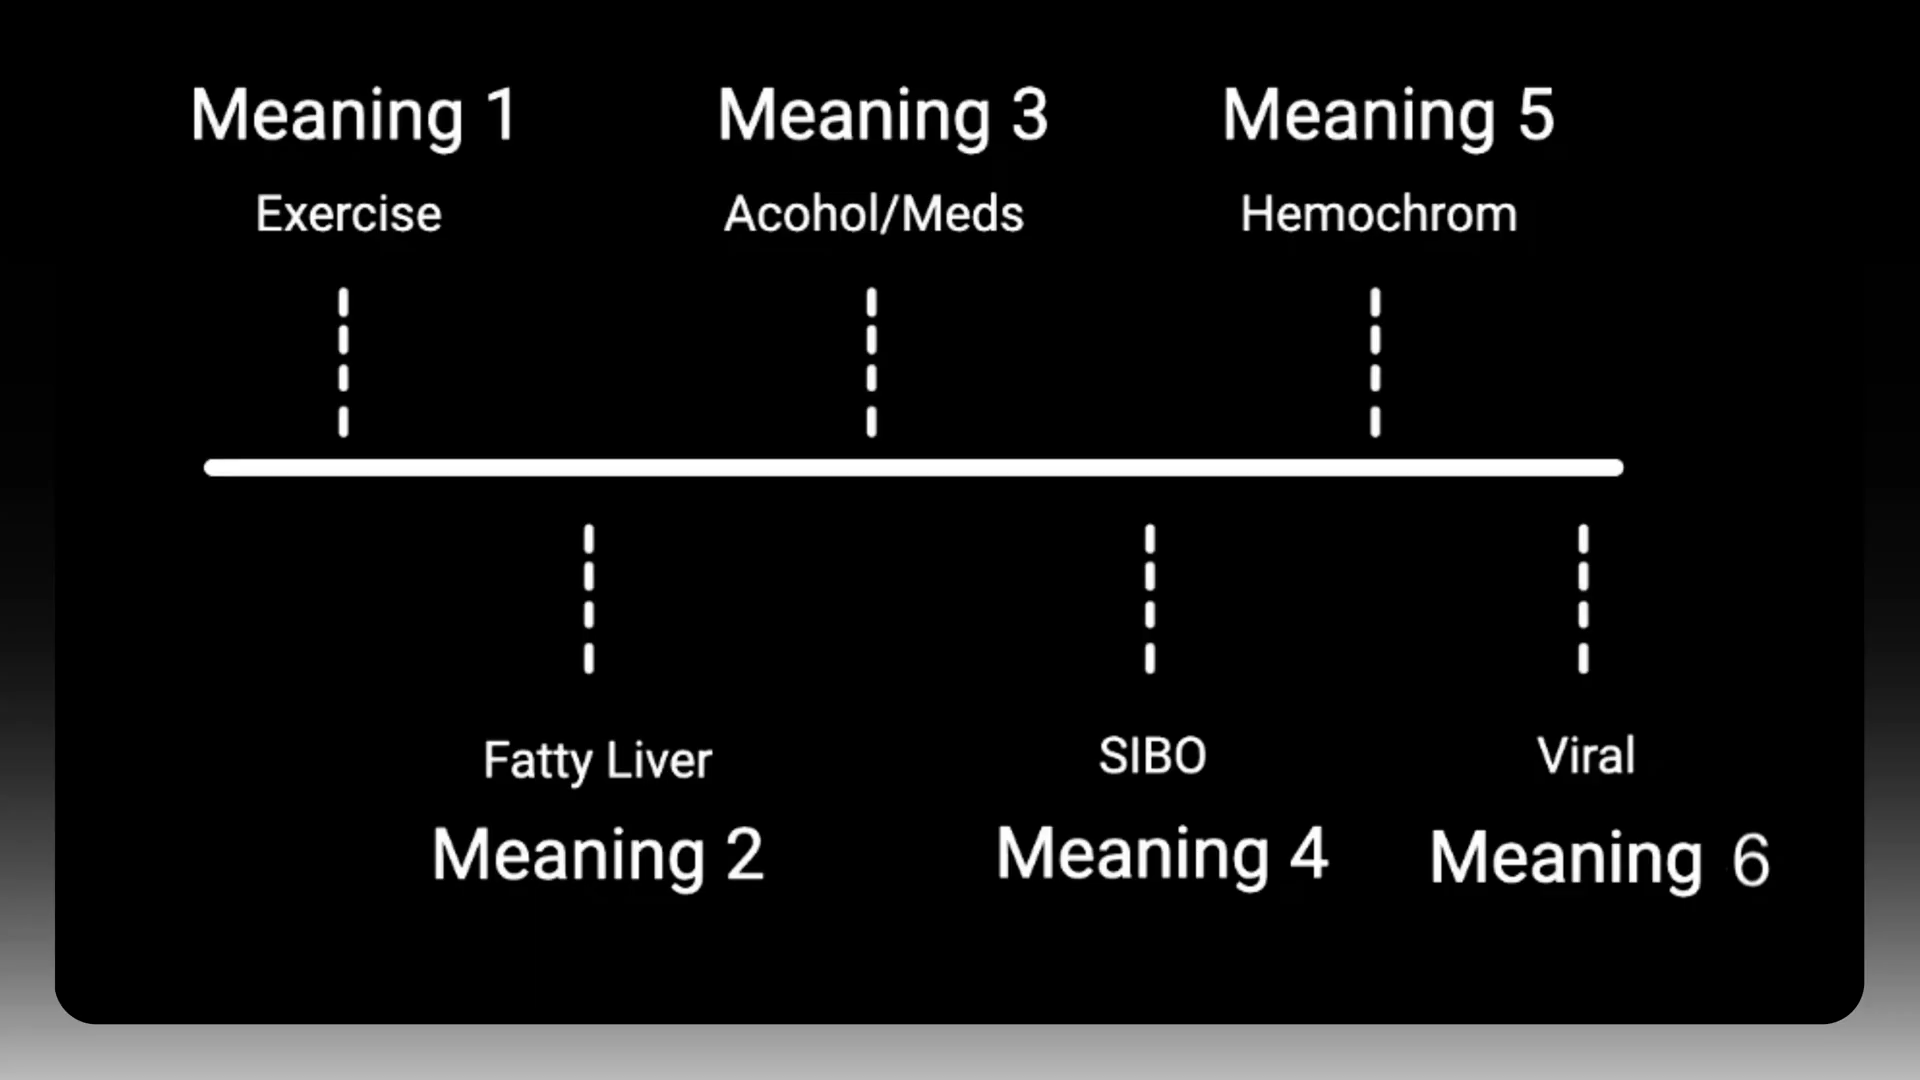 Meaning 1
Exercise
Meaning 3
Acohol/Meds
Meaning 5
Hemochrom
Fatty Liver
Meaning 2
SIBO
Meaning 4
Viral
Meaning 6